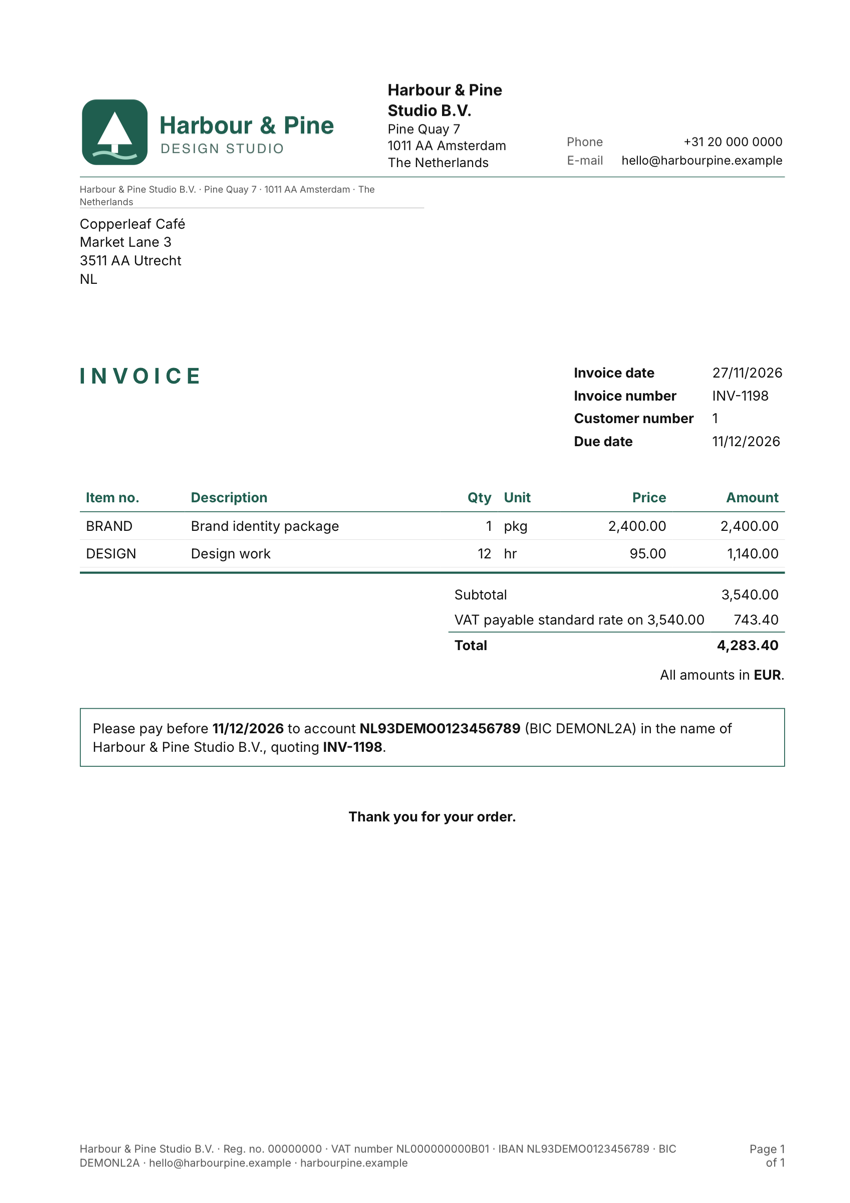 Harbour & Pine
DESIGN STUDIO
Harbour & Pine
Studio B.V.
Pine Quay 7
1011 AA Amsterdam
The Netherlands
Phone +31 20 000 0000
E-mail hello@harbourpine.example
Harbour & Pine Studio B.V. · Pine Quay 7 · 1011 AA Amsterdam · The
Netherlands
Copperleaf Café
Market Lane 3
3511 AA Utrecht
NL
INVOICE
Invoice date 27/11/2026
Invoice number INV-1198
Customer number 1
Due date 11/12/2026
Item no. Description Qty Unit Price Amount
BRAND Brand identity package 1 pkg 2,400.00 2,400.00
DESIGN Design work 12 hr 95.00 1,140.00
Subtotal 3,540.00
VAT payable standard rate on 3,540.00 743.40
Total 4,283.40
All amounts in EUR.
Please pay before 11/12/2026 to account NL93DEMO0123456789 (BIC DEMONL2A) in the name of
Harbour & Pine Studio B.V., quoting INV-1198.
Thank you for your order.
Harbour & Pine Studio B.V. · Reg. no. 00000000 · VAT number NL000000000B01 · IBAN NL93DEMO0123456789 · BIC
DEMONL2A · hello@harbourpine.example · harbourpine.example
Page 1
of 1